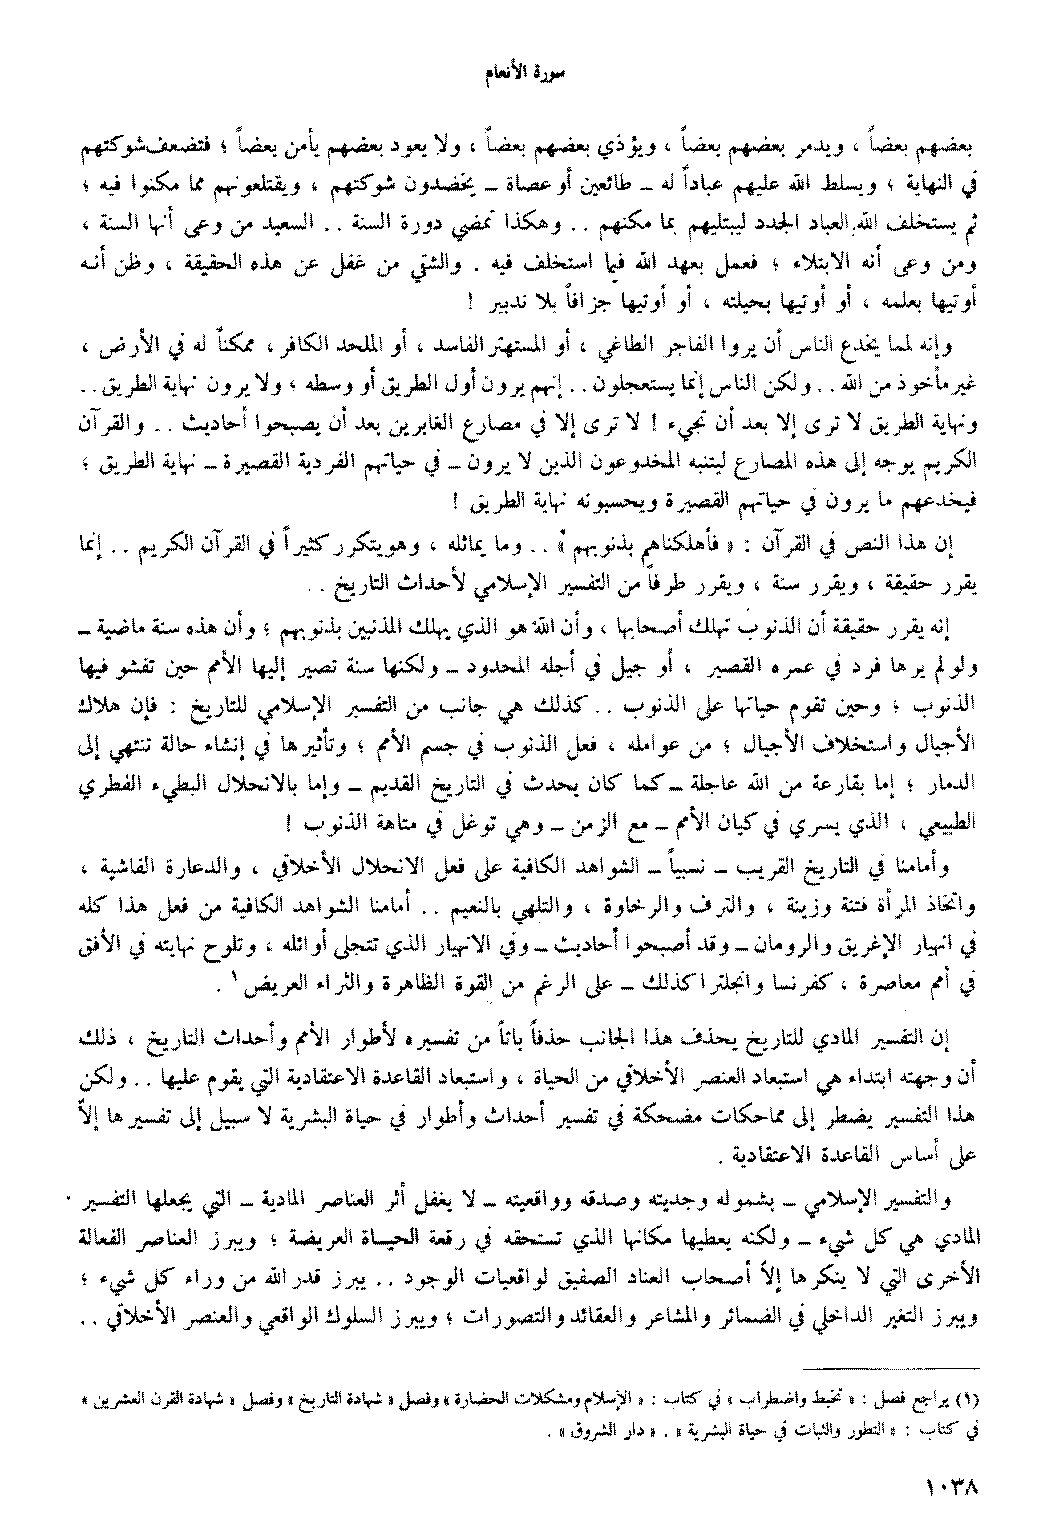 سورة الأنعام
بعضهم بعضاً ، ويدمر بعضهم بعضاً ، ويؤذي بعضهم بعضاً ، ولا يعود بعضهم يأمن بعضاً ؛ فتضعف شوكتهم
في النهاية ؛ ويسلط الله عليهم عباداً له – طائعين أو عصاة – يخضدون شوكتهم ، ويقتلعونهم مما مكنوا فيه ؛
ثم يستخلف الله العباد الجدد ليبتليهم بما مكنهم .. وهكذا تمضي دورة السنة .. السعيد من وعى أنها السنة ،
ومن وعى أنه الابتلاء ؛ فعمل بعهد الله فيما استخلف فيه . والشقي من غفل عن هذه الحقيقة ، وظن أنه
أوتيها بعلمه ، أو أوتيها بحيلته ، أو أوتيها جزافاً بلا تدبير !
وإنه لمما يخدع الناس أن يروا الفاجر الطاغي ، أو المستهتر الفاسد ، أو الملحد الكافر ، ممكناً له في الأرض ،
غير مأخوذ من الله .. ولكن الناس إنما يستعجلون .. إنهم يرون أول الطريق أو وسطه ؛ ولا يرون نهاية الطريق ..
ونهاية الطريق لا ترى إلا بعد أن تجيء ! لا ترى إلا في مصارع الغابرين بعد أن يصبحوا أحاديث .. والقرآن
الكريم يوجه إلى هذه المصارع ليتنبه المخدوعون الذين لا يرون – في حياتهم الفردية القصيرة – نهاية الطريق ؛
فيخدعهم ما يرون في حياتهم القصيرة ويحسبونه نهاية الطريق !
إن هذا النص في القرآن : « فأهلكناهم بذنوبهم » .. وما يماثله ، وهو يتكرر كثيراً في القرآن الكريم .. إنما
يقرر حقيقة ، ويقرر سنة ، ويقرر طرفاً من التفسير الإسلامي لأحداث التاريخ ..
إنه يقرر حقيقة أن الذنوب تهلك أصحابها ، وأن الله هو الذي يهلك المذنبين بذنوبهم ؛ وأن هذه سنة ماضية –
ولو لم يرها فرد في عمره القصير ، أو جيل في أجله المحدود – ولكنها سنة تصير إليها الأمم حين تفشو فيها
الذنوب ؛ وحين تقوم حياتها على الذنوب .. كذلك هي جانب من التفسير الإسلامي للتاريخ : فإن هلاك
الأجيال واستخلاف الأجيال ؛ من عوامله ، فعل الذنوب في جسم الأمم ؛ وتأثيرها في إنشاء حالة تنتهي إلى
الدمار ؛ إما بقارعة من الله عاجلة – كما كان يحدث في التاريخ القديم – وإما بالانحلال البطيء الفطري
الطبيعي ، الذي يسري في كيان الأمم – مع الزمن – وهي توغل في متاهة الذنوب !
وأمامنا في التاريخ القريب – نسبياً – الشواهد الكافية على فعل الانحلال الأخلاقي ، والدعارة الفاشية ،
واتخاذ المرأة فتنة وزينة ، والترف والرخاوة ، والتلهي بالنعيم .. أمامنا الشواهد الكافية من فعل هذا كله
في انهيار الإغريق والرومان – وقد أصبحوا أحاديث – وفي الانهيار الذي تتجلى أوائله ، وتلوح نهايته في الأفق
في أمم معاصرة ، كفرنسا وانجلترا كذلك – على الرغم من القوة الظاهرة والثراء العريض ١ .
إن التفسير المادي للتاريخ يحذف هذا الجانب حذفاً باتاً من تفسيره لأطوار الأمم وأحداث التاريخ ، ذلك
أن وجهته ابتداء هي استبعاد العنصر الأخلاقي من الحياة ، واستبعاد القاعدة الاعتقادية التي يقوم عليها .. ولكن
هذا التفسير يضطر إلى مماحكات مضحكة في تفسير أحداث وأطوار في حياة البشرية لا سبيل إلى تفسيرها إلاّ
على أساس القاعدة الاعتقادية .
والتفسير الإسلامي – بشموله وجديته وصدقه وواقعيته – لا يغفل أثر العناصر المادية – التي يجعلها التفسير
المادي هي كل شيء – ولكنه يعطيها مكانها الذي تستحقه في رقعة الحياة العريضة ؛ ويبرز العناصر الفعالة
الأخرى التي لا ينكرها إلاّ أصحاب العناد الصفيق لواقعيات الوجود .. يبرز قدر الله من وراء كل شيء ؛
ويبرز التغير الداخلي في الضمائر والمشاعر والعقائد والتصورات ؛ ويبرز السلوك الواقعي والعنصر الأخلاقي ..
(١) يراجع فصل : « تخبط واضطراب » في كتاب : « الإسلام ومشكلات الحضارة » وفصل « شهادة التاريخ » وفصل « شهادة القرن العشرين »
في كتاب : « التطور والثبات في حياة البشرية » . « دار الشروق » .
١٠٣٨